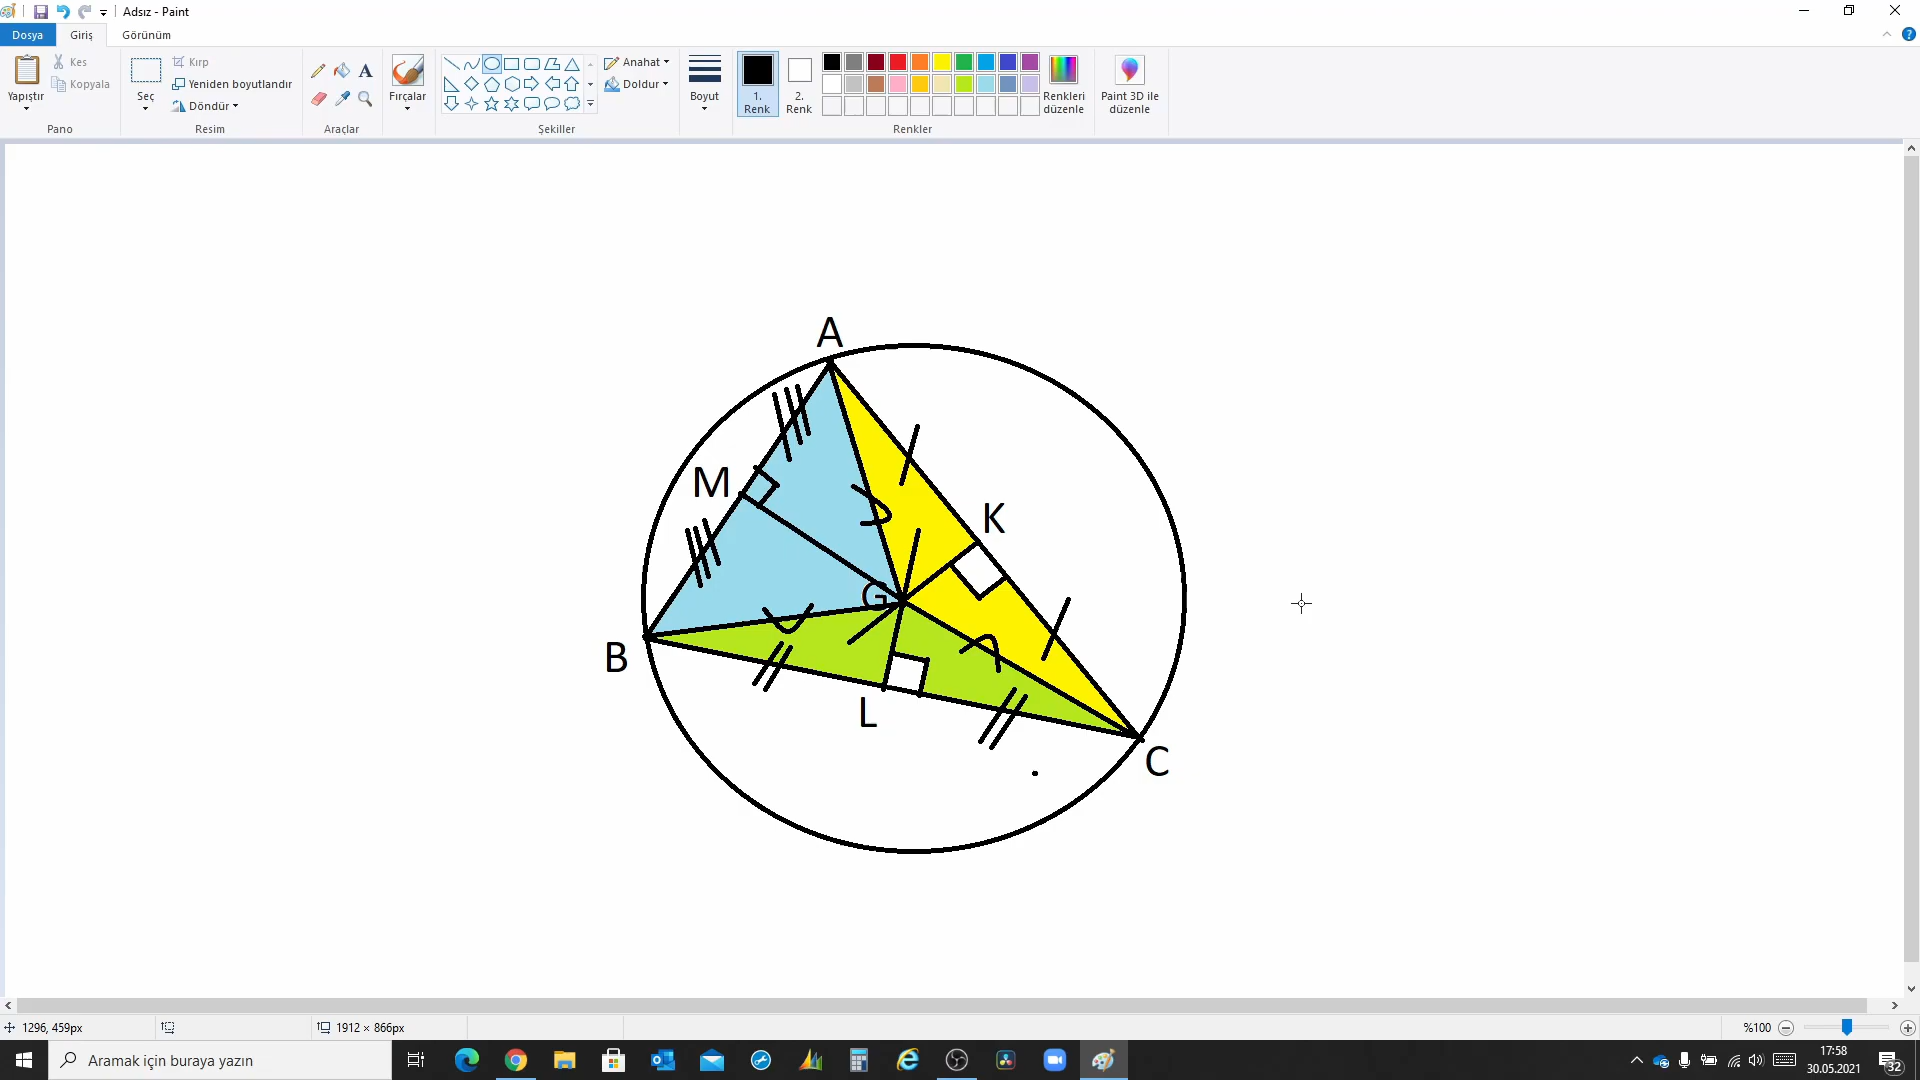 Adsız - Paint
Dosya Giriş Görünüm
Yapıştır
Kes
Kopyala
Pano
Seç
Kırp
Yeniden boyutlandır
Döndür
Resim
A
Araçlar
Fırçalar
Anahat
Doldur
Şekiller
Boyut
1.
Renk
2.
Renk
Renkleri
düzenle
Renkler
Paint 3D ile
düzenle
A
M
K
G
B
L
C
1296, 459px
1912 × 866px
%100
Aramak için buraya yazın
17:58
30.05.2021
32